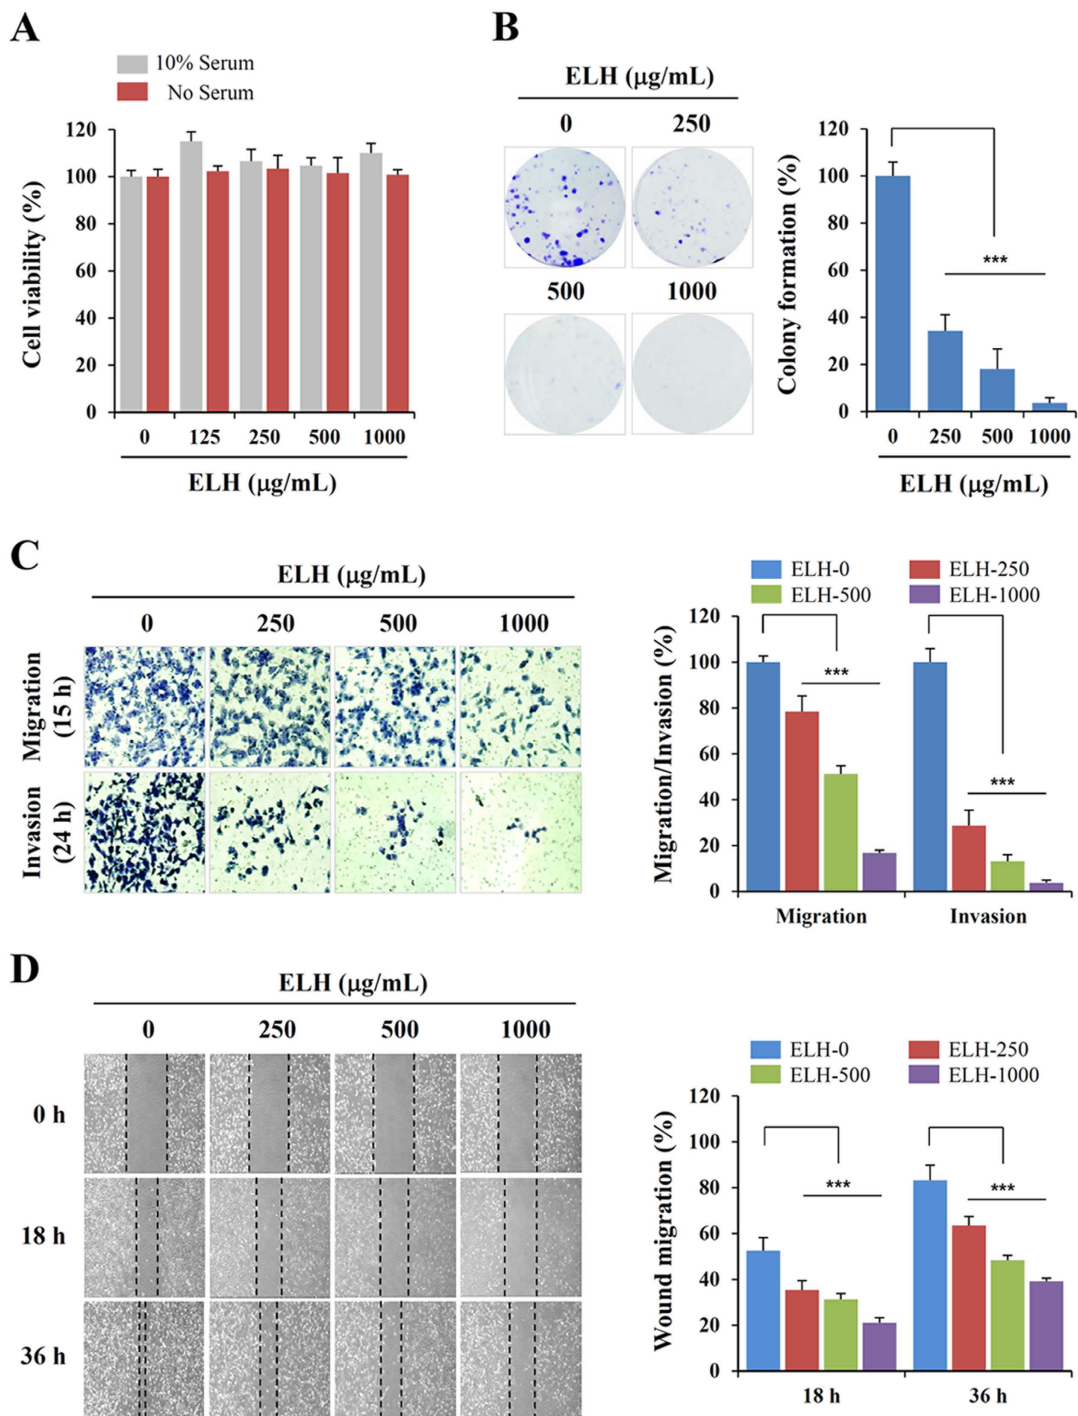 A
10% Serum
No Serum
Cell viability (%)
120
100
80
60
40
20
0
0 125 250 500 1000
ELH (μg/mL)
B
ELH (μg/mL)
0 250
500 1000
Colony formation (%)
120
100
80
60
40
20
0
***
0 250 500 1000
ELH (μg/mL)
C
ELH (μg/mL)
0 250 500 1000
Migration
(15 h)
Invasion
(24 h)
ELH-0 ELH-250
ELH-500 ELH-1000
Migration/Invasion (%)
120
100
80
60
40
20
0
***
***
Migration Invasion
D
ELH (μg/mL)
0 250 500 1000
0 h
18 h
36 h
ELH-0 ELH-250
ELH-500 ELH-1000
Wound migration (%)
120
100
80
60
40
20
0
***
***
18 h 36 h